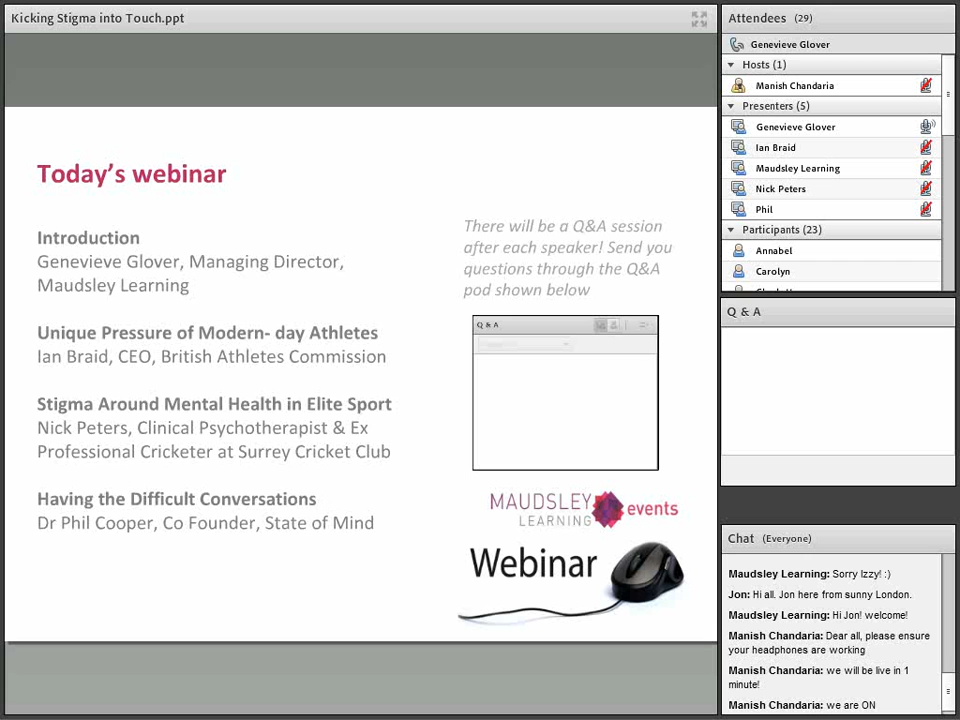 Kicking Stigma into Touch.ppt
Today's webinar
Introduction
Genevieve Glover, Managing Director,
Maudsley Learning
Unique Pressure of Modern- day Athletes
Ian Braid, CEO, British Athletes Commission
Stigma Around Mental Health in Elite Sport
Nick Peters, Clinical Psychotherapist & Ex
Professional Cricketer at Surrey Cricket Club
Having the Difficult Conversations
Dr Phil Cooper, Co Founder, State of Mind
There will be a Q&A session
after each speaker! Send you
questions through the Q&A
pod shown below
Q & A
MAUDSLEY
LEARNING
events
Webinar
Attendees (29)
Genevieve Glover
Hosts (1)
Manish Chandaria
Presenters (5)
Genevieve Glover
Ian Braid
Maudsley Learning
Nick Peters
Phil
Participants (23)
Annabel
Carolyn
Q & A
Chat (Everyone)
Maudsley Learning: Sorry Izzy! :)
Jon: Hi all. Jon here from sunny London.
Maudsley Learning: Hi Jon! welcome!
Manish Chandaria: Dear all, please ensure
your headphones are working
Manish Chandaria: we will be live in 1
minute!
Manish Chandaria: we are ON